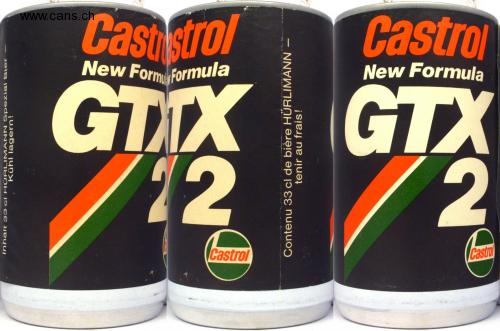 www.cans.ch
Castrol
New Formula
GTX
2
Inhalt 33 cl HÜRLIMANN Spezial Bier -
Kühl lagern!
Castrol
New Formula
GTX
2
Castrol
Contenu 33 cl de bière HÜRLIMANN –
tenir au frais!
Castrol
New Formula
GTX
2
Castrol